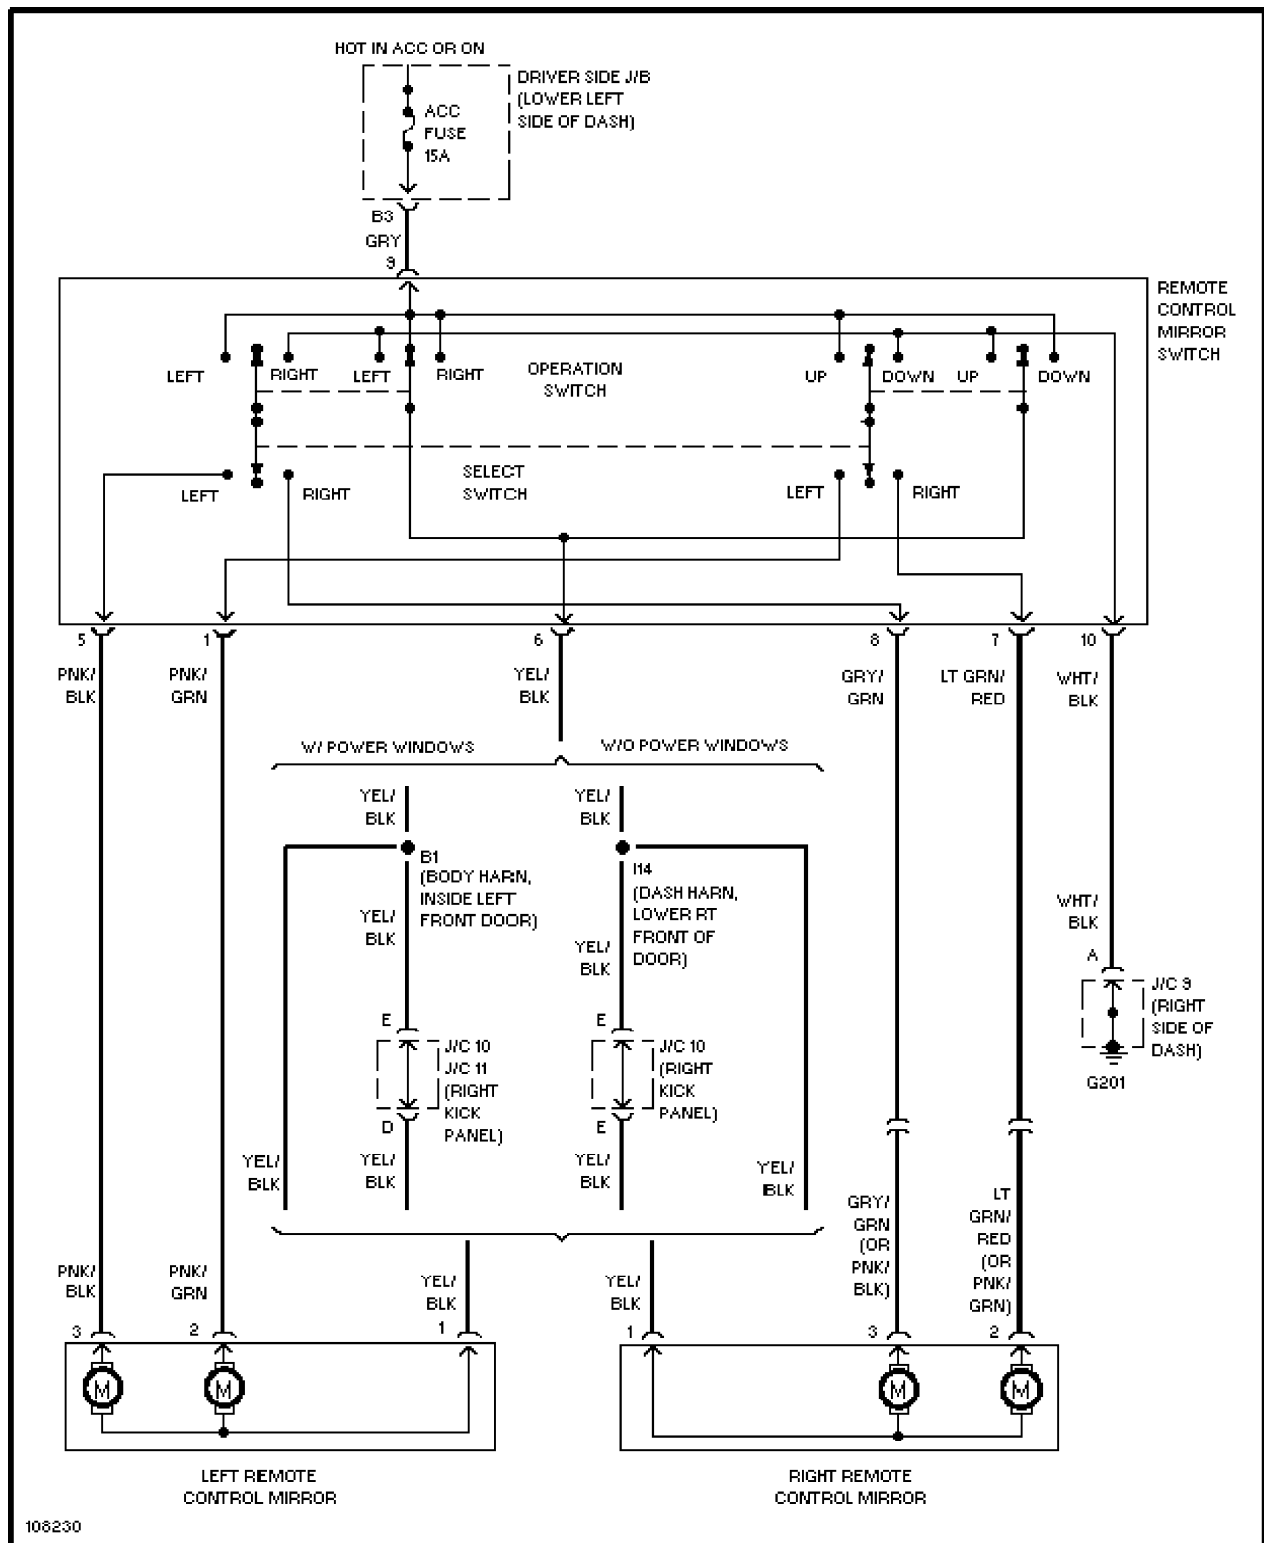 HOT IN ACC OR ON
DRIVER SIDE J/B
(LOWER LEFT
SIDE OF DASH)
ACC
FUSE
15A
B3
GRY
9
REMOTE
CONTROL
MIRROR
SWITCH
LEFT
RIGHT
LEFT
RIGHT
OPERATION
SWITCH
UP
DOWN
UP
DOWN
LEFT
RIGHT
SELECT
SWITCH
LEFT
RIGHT
5
1
6
8
7
10
PNK/
BLK
PNK/
GRN
YEL/
BLK
GRY/
GRN
LT GRN/
RED
WHT/
BLK
W/ POWER WINDOWS
W/O POWER WINDOWS
YEL/
BLK
YEL/
BLK
B1
(BODY HARN,
INSIDE LEFT
FRONT DOOR)
I14
(DASH HARN,
LOWER RT
FRONT OF
DOOR)
YEL/
BLK
YEL/
BLK
WHT/
BLK
A
J/C 9
(RIGHT
SIDE OF
DASH)
G201
E
J/C 10
J/C 11
(RIGHT
KICK
PANEL)
D
E
J/C 10
(RIGHT
KICK
PANEL)
E
YEL/
BLK
YEL/
BLK
YEL/
BLK
YEL/
BLK
GRY/
GRN
(OR
PNK/
BLK)
LT
GRN/
RED
(OR
PNK/
GRN)
PNK/
BLK
PNK/
GRN
YEL/
BLK
YEL/
BLK
3
2
1
1
3
2
M
M
M
M
LEFT REMOTE
CONTROL MIRROR
RIGHT REMOTE
CONTROL MIRROR
108230